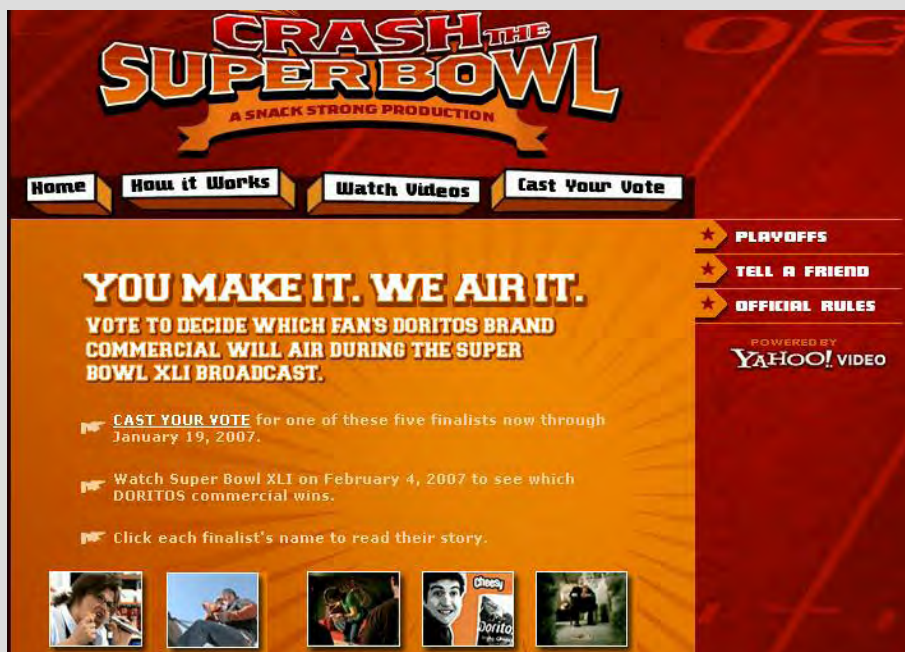 CRASH THE
SUPER BOWL
A SNACK STRONG PRODUCTION
Home
How it Works
Watch Videos
Cast Your Vote
YOU MAKE IT. WE AIR IT.
VOTE TO DECIDE WHICH FAN'S DORITOS BRAND
COMMERCIAL WILL AIR DURING THE SUPER
BOWL XLI BROADCAST.
CAST YOUR VOTE for one of these five finalists now through
January 19, 2007.
Watch Super Bowl XLI on February 4, 2007 to see which
DORITOS commercial wins.
Click each finalist's name to read their story.
cheesy
Dorito
PLAYOFFS
TELL A FRIEND
OFFICIAL RULES
POWERED BY
YAHOO! VIDEO
50